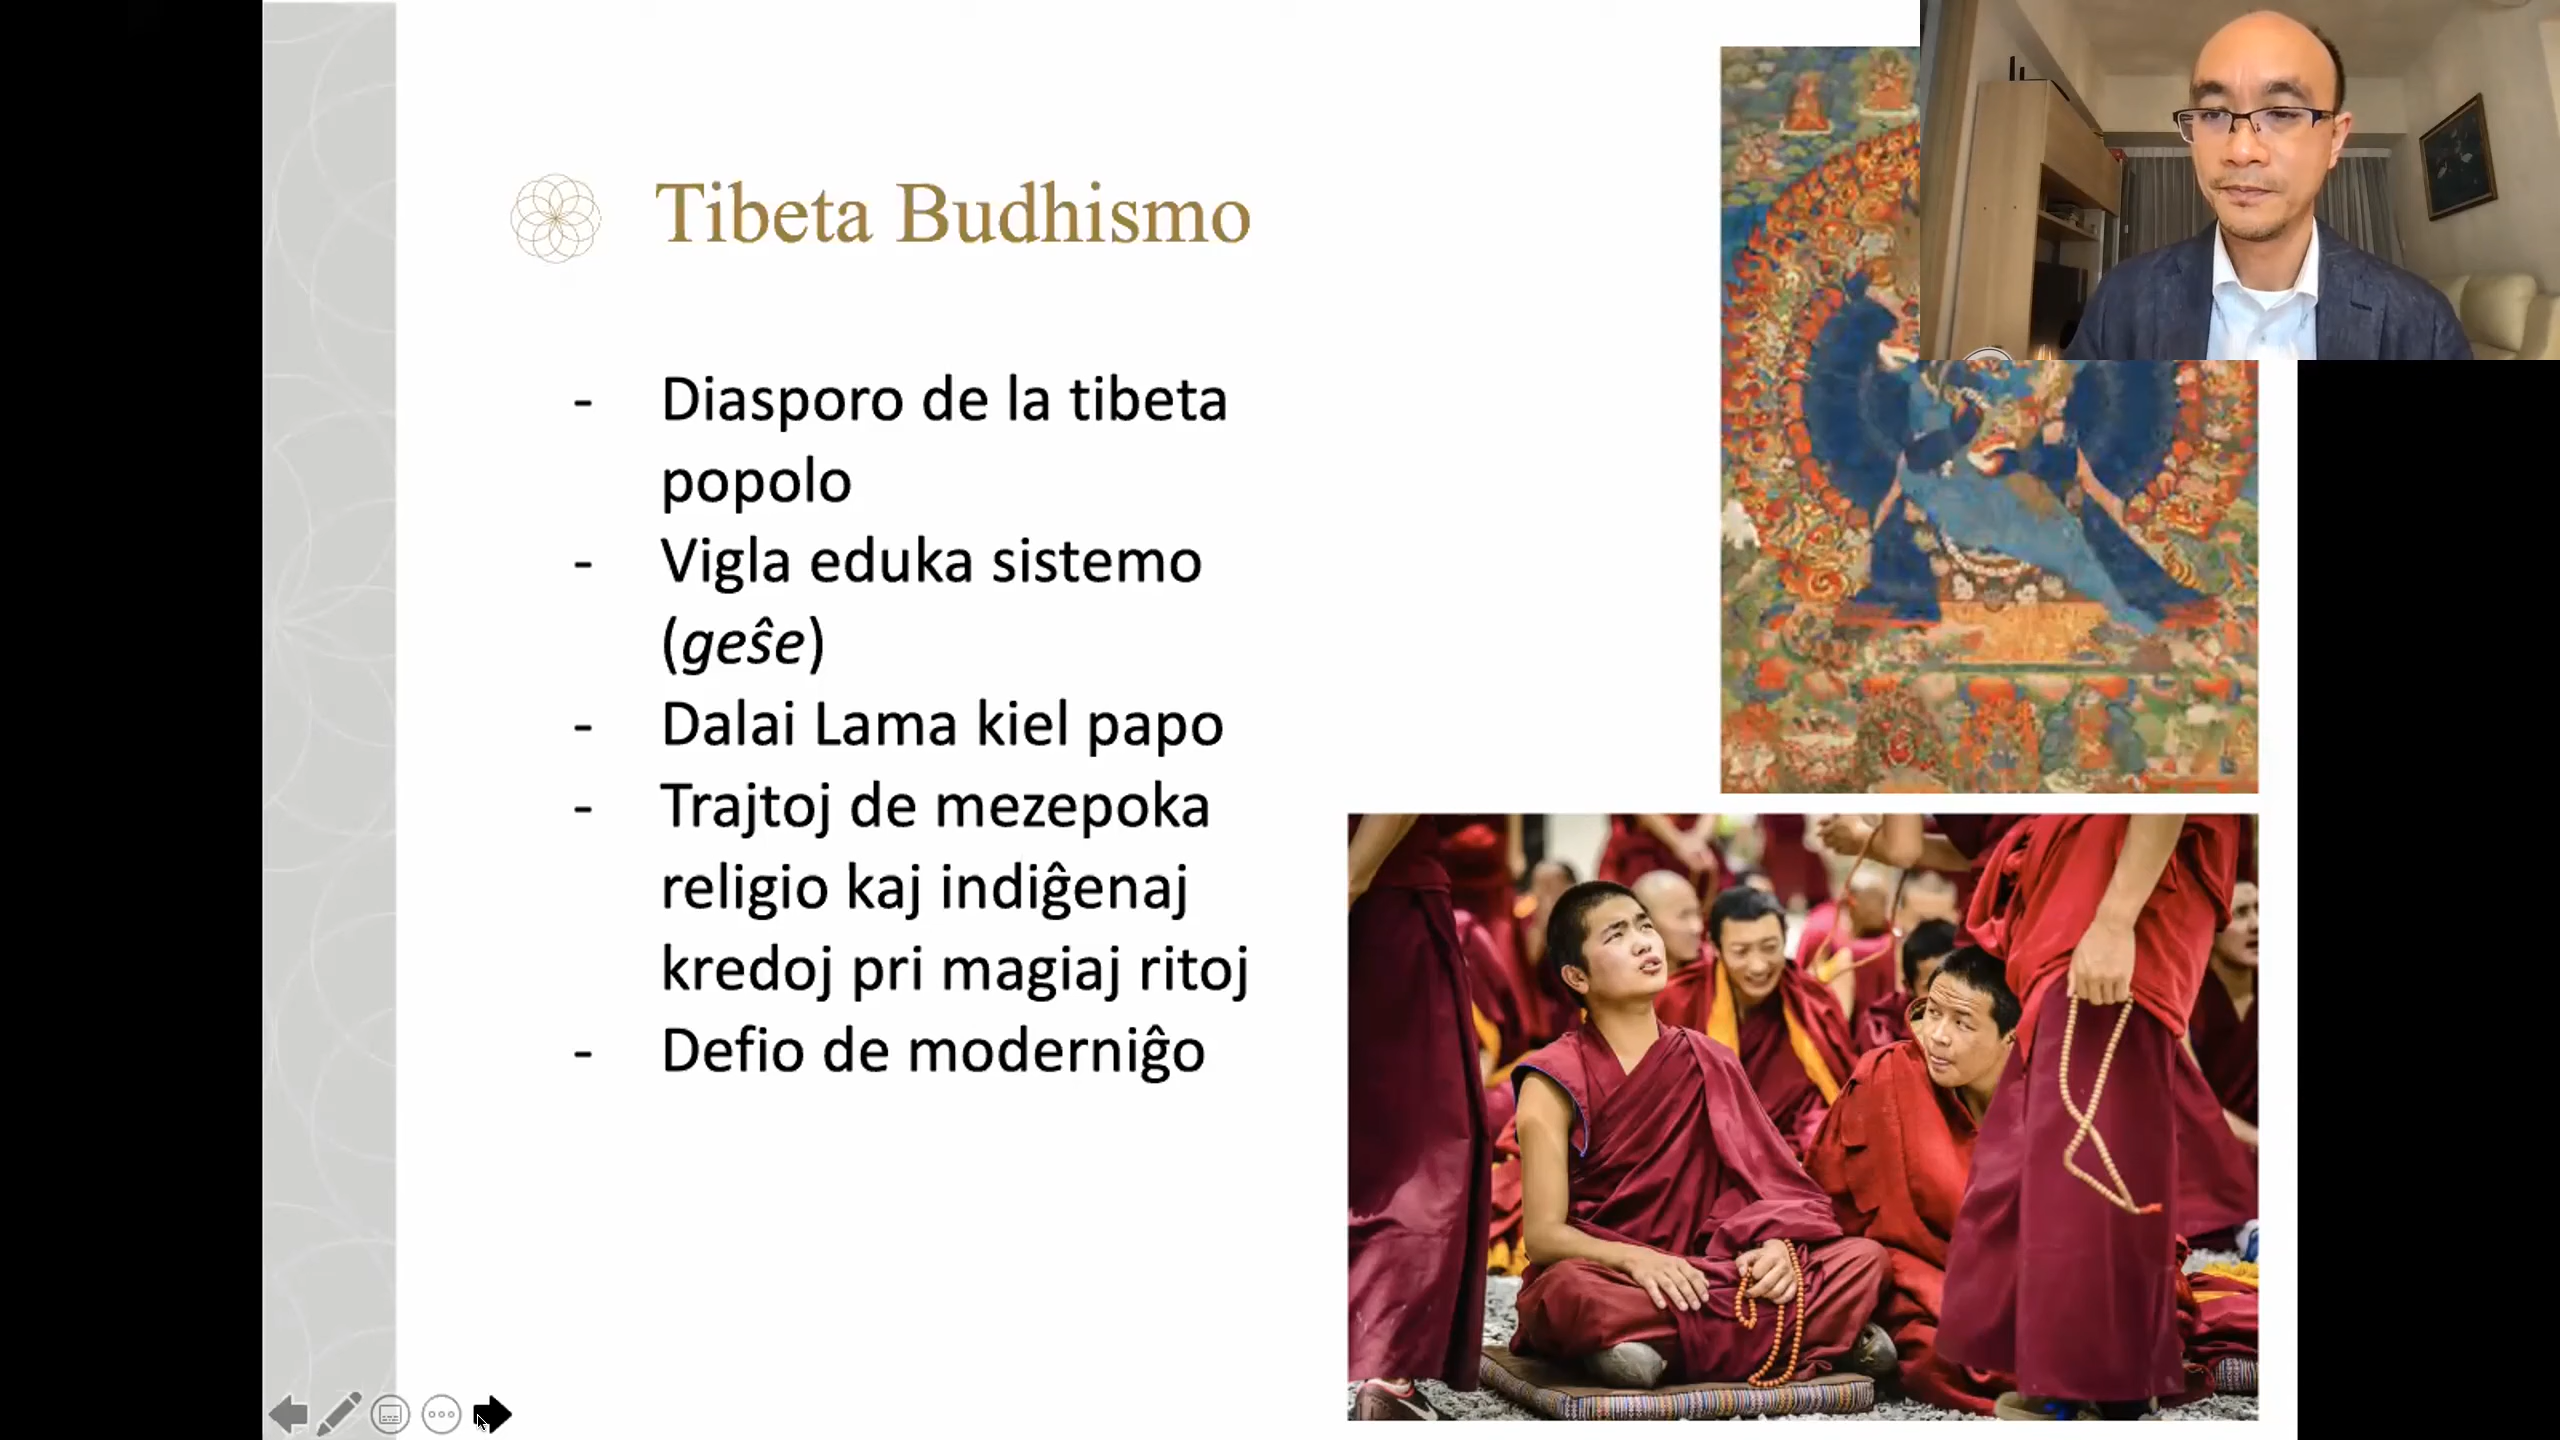 Tibeta Budhismo
- Diasporo de la tibeta
popolo
- Vigla eduka sistemo
(geŝe)
- Dalai Lama kiel papo
- Trajtoj de mezepoka
religio kaj indiĝenaj
kredoj pri magiaj ritoj
- Defio de moderniĝo